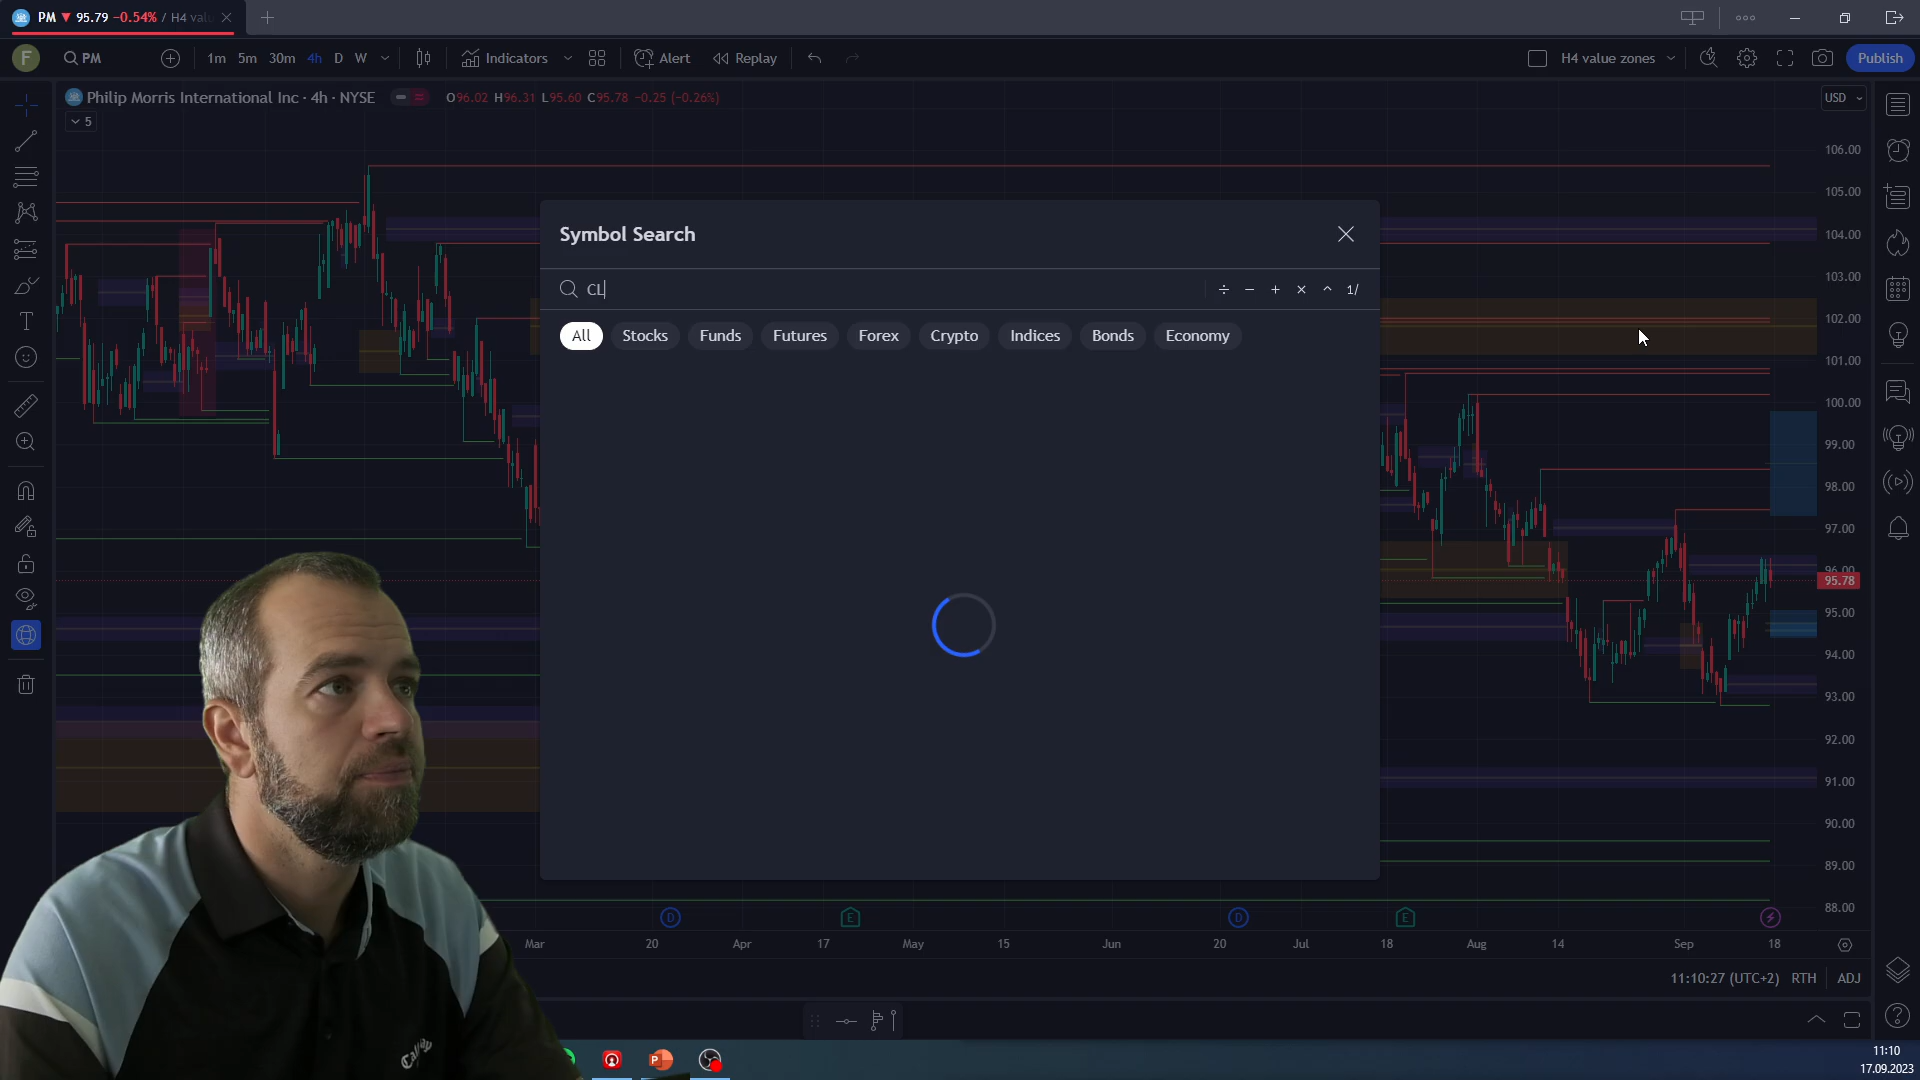 PM ▼ 95.79 −0.54% / H4 val
F PM 1m 5m 30m 4h D W Indicators Alert Replay H4 value zones Publish
Philip Morris International Inc · 4h · NYSE O96.02 H96.31 L95.60 C95.78 −0.25 (−0.26%) USD
5
106.00
105.00
104.00
103.00
102.00
101.00
100.00
99.00
98.00
97.00
96.00
95.78
95.00
94.00
93.00
92.00
91.00
90.00
89.00
88.00
Symbol Search
CL ÷ − + × ^ 1/
All Stocks Funds Futures Forex Crypto Indices Bonds Economy
D E D E
Mar 20 Apr 17 May 15 Jun 20 Jul 18 Aug 14 Sep 18
11:10:27 (UTC+2) RTH ADJ
Callaway
P
11:10
17.09.2023